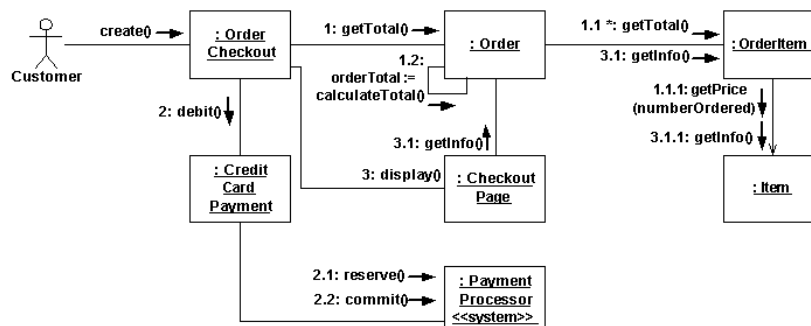 create()
Customer
: Order
Checkout
1: getTotal()
: Order
1.1 *: getTotal()
3.1: getInfo()
: OrderItem
1.2:
orderTotal :=
calculateTotal()
1.1.1: getPrice
(numberOrdered)
3.1.1: getInfo()
2: debit()
3.1: getInfo()
3: display()
: Credit
Card
Payment
: Checkout
Page
: Item
2.1: reserve()
2.2: commit()
: Payment
Processor
<<system>>